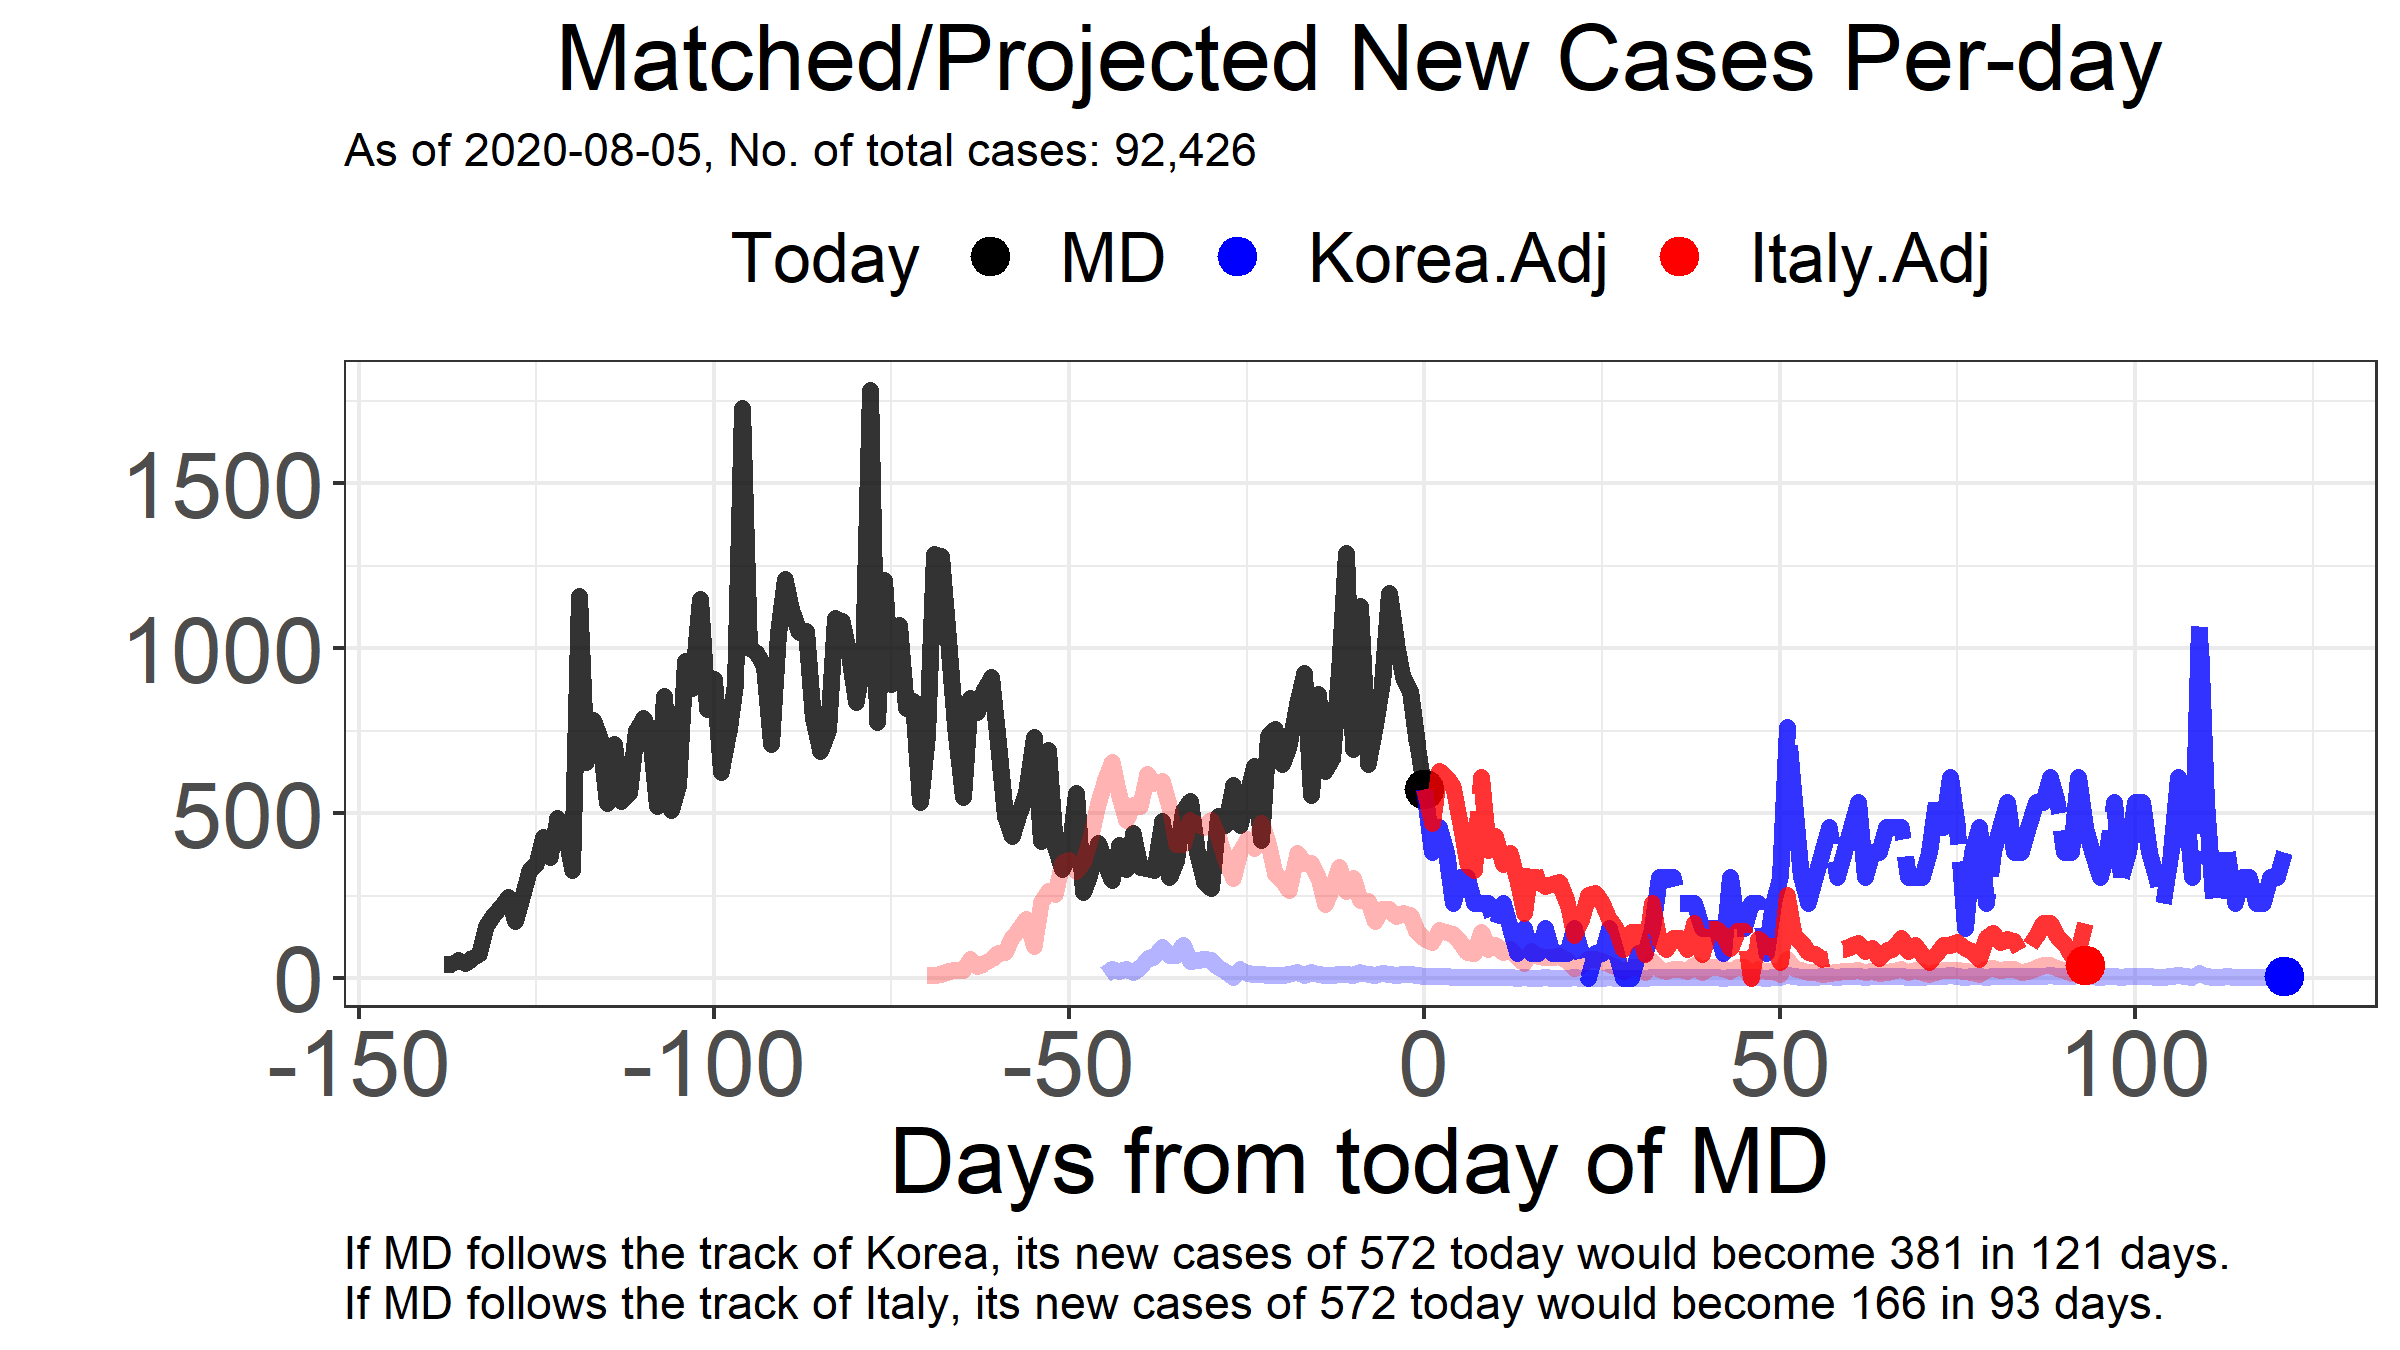 Matched/Projected New Cases Per-day
As of 2020-08-05, No. of total cases: 92,426
Today MD Korea.Adj Italy.Adj
1500
1000
500
0
-150 -100 -50 0 50 100
Days from today of MD
If MD follows the track of Korea, its new cases of 572 today would become 381 in 121 days.
If MD follows the track of Italy, its new cases of 572 today would become 166 in 93 days.